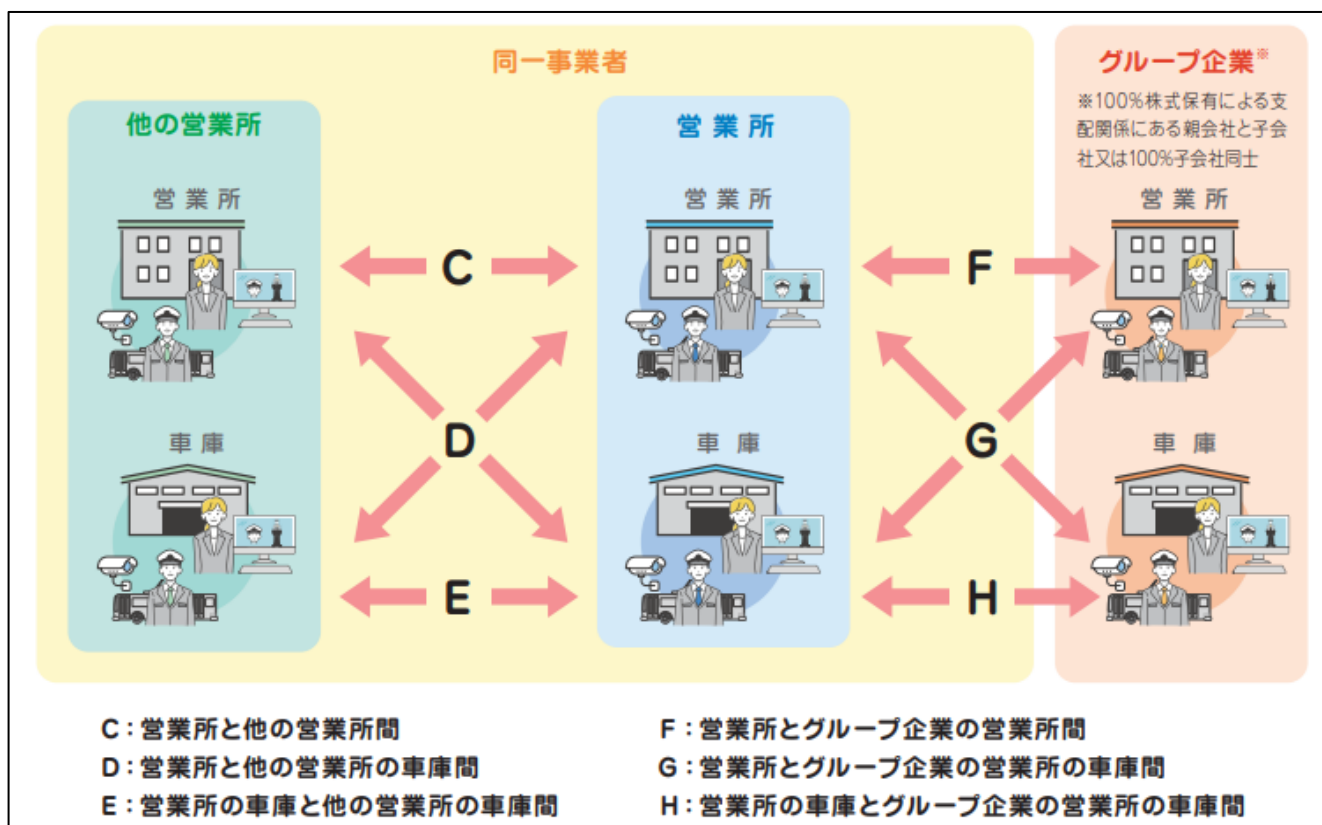 同一事業者
グループ企業※
※100%株式保有による支
配関係にある親会社と子会
社又は100%子会社同士
他の営業所
営業所
営業所
営業所
営業所
C
F
D
G
車庫
車庫
車庫
E
H
C：営業所と他の営業所間
D：営業所と他の営業所の車庫間
E：営業所の車庫と他の営業所の車庫間
F：営業所とグループ企業の営業所間
G：営業所とグループ企業の営業所の車庫間
H：営業所の車庫とグループ企業の営業所の車庫間